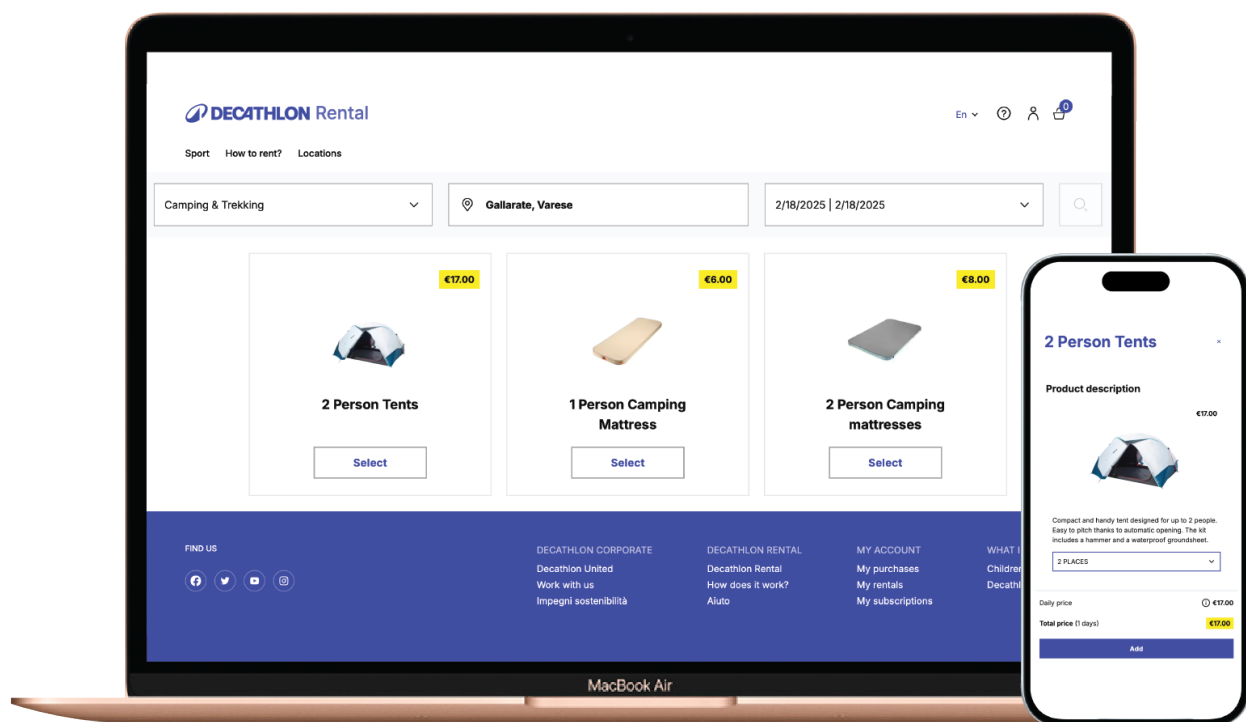 DECATHLON Rental
En
0
Sport How to rent? Locations
Camping & Trekking
Gallarate, Varese
2/18/2025 | 2/18/2025
€17.00
2 Person Tents
Select
€6.00
1 Person Camping
Mattress
Select
€8.00
2 Person Camping
mattresses
Select
FIND US
DECATHLON CORPORATE
Decathlon United
Work with us
Impegni sostenibilità
DECATHLON RENTAL
Decathlon Rental
How does it work?
Aiuto
MY ACCOUNT
My purchases
My rentals
My subscriptions
MacBook Air
2 Person Tents
×
Product description
€17.00
Compact and handy tent designed for up to 2 people.
Easy to pitch thanks to automatic opening. The kit
includes a hammer and a waterproof groundsheet.
2 PLACES
Daily price €17.00
Total price (1 days) €17.00
Add